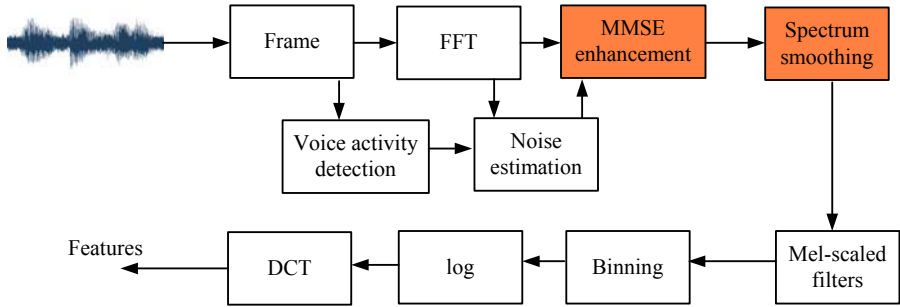 Frame
FFT
MMSE
enhancement
Spectrum
smoothing
Voice activity
detection
Noise
estimation
Features
DCT
log
Binning
Mel-scaled
filters